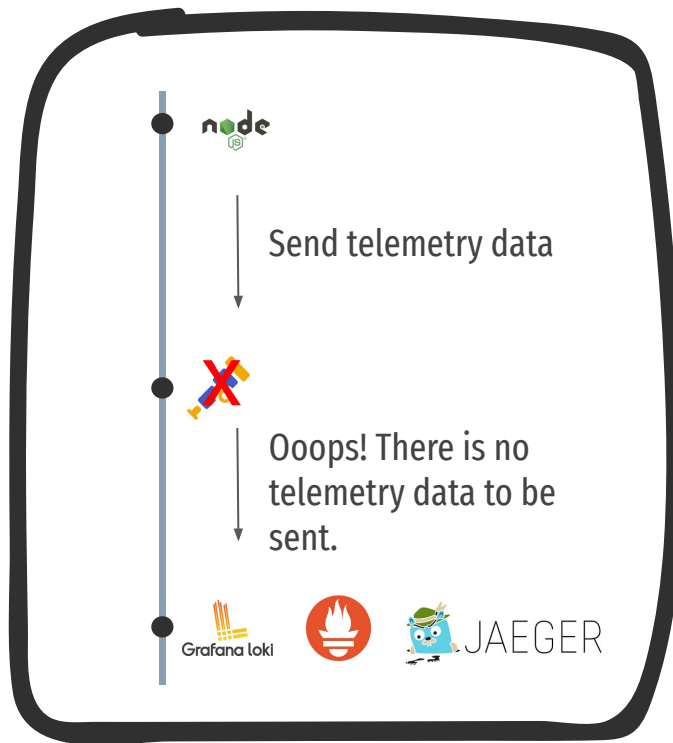 node
JS
Send telemetry data
X
Ooops! There is no
telemetry data to be
sent.
Grafana loki
JAEGER